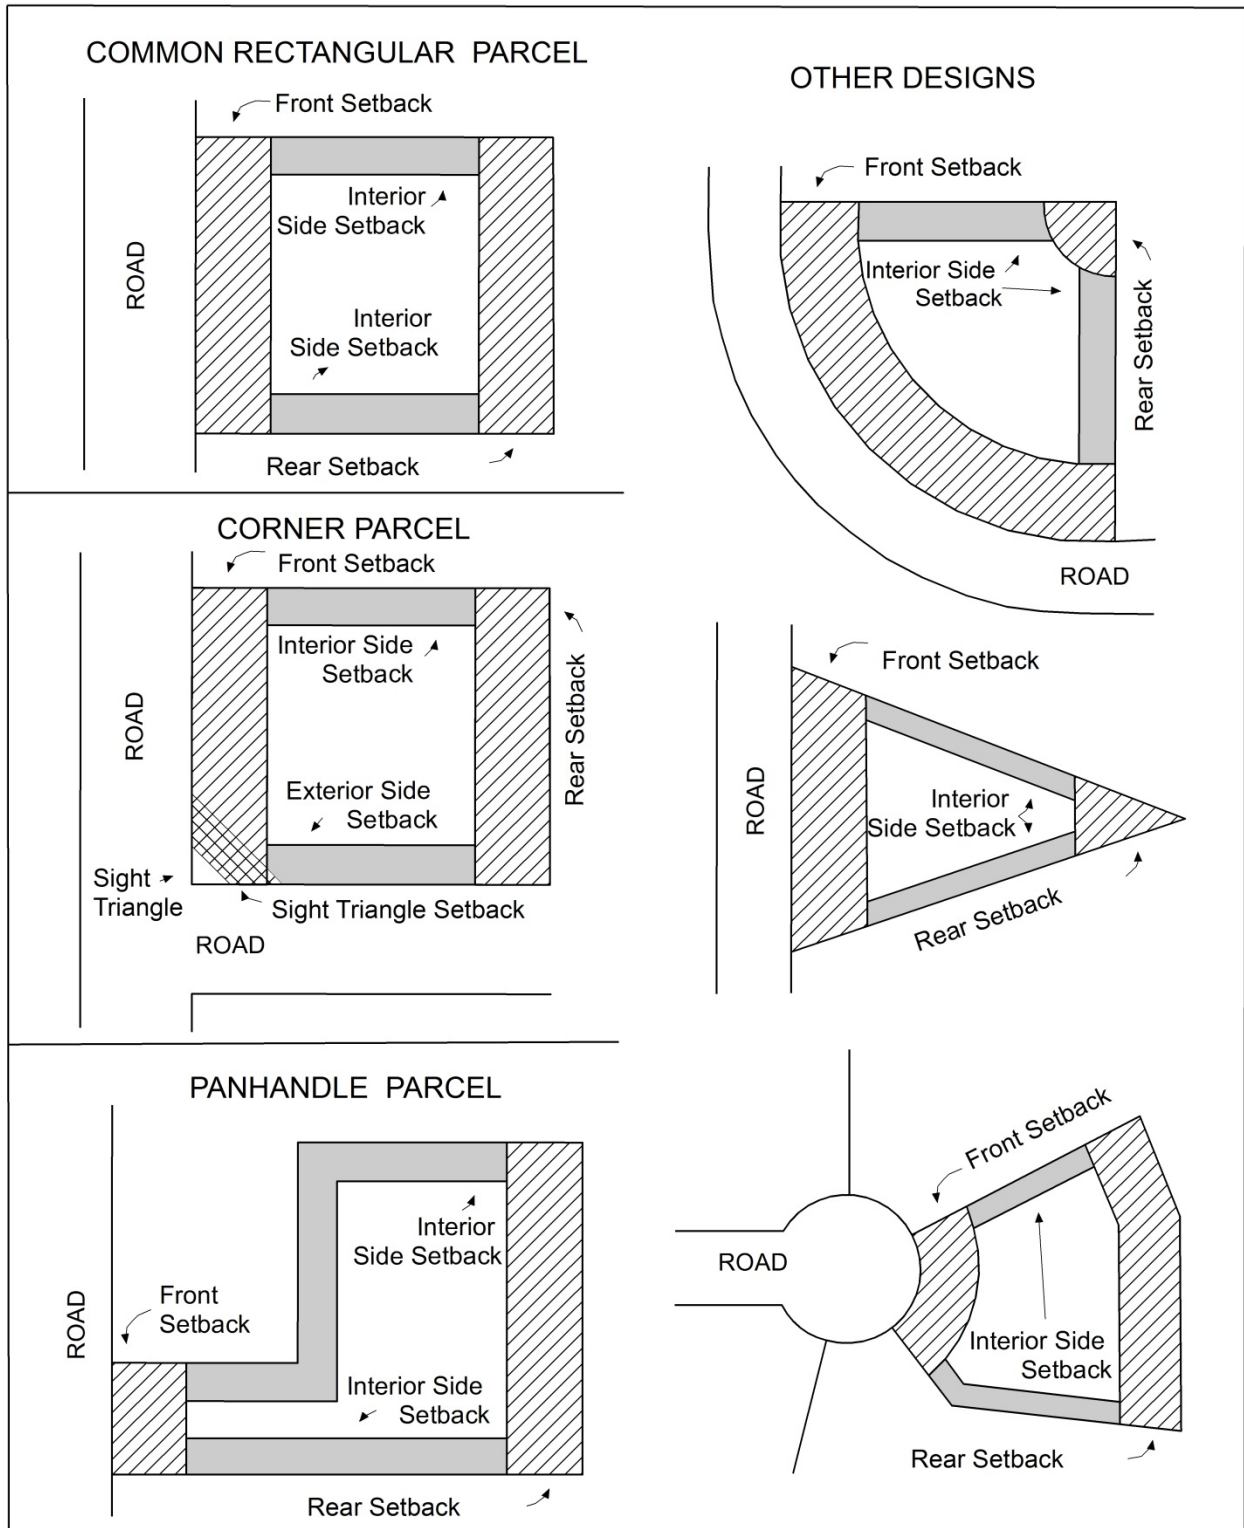 COMMON RECTANGULAR PARCEL
Front Setback
Interior
Side Setback
ROAD
Interior
Side Setback
Rear Setback
CORNER PARCEL
Front Setback
Interior Side
Setback
ROAD
Rear Setback
Exterior Side
Setback
Sight
Triangle
Sight Triangle Setback
ROAD
PANHANDLE PARCEL
Interior
Side Setback
Front
Setback
ROAD
Interior Side
Setback
Rear Setback
OTHER DESIGNS
Front Setback
Interior Side
Setback
Rear Setback
ROAD
Front Setback
ROAD
Interior
Side Setback
Rear Setback
Front Setback
ROAD
Interior Side
Setback
Rear Setback